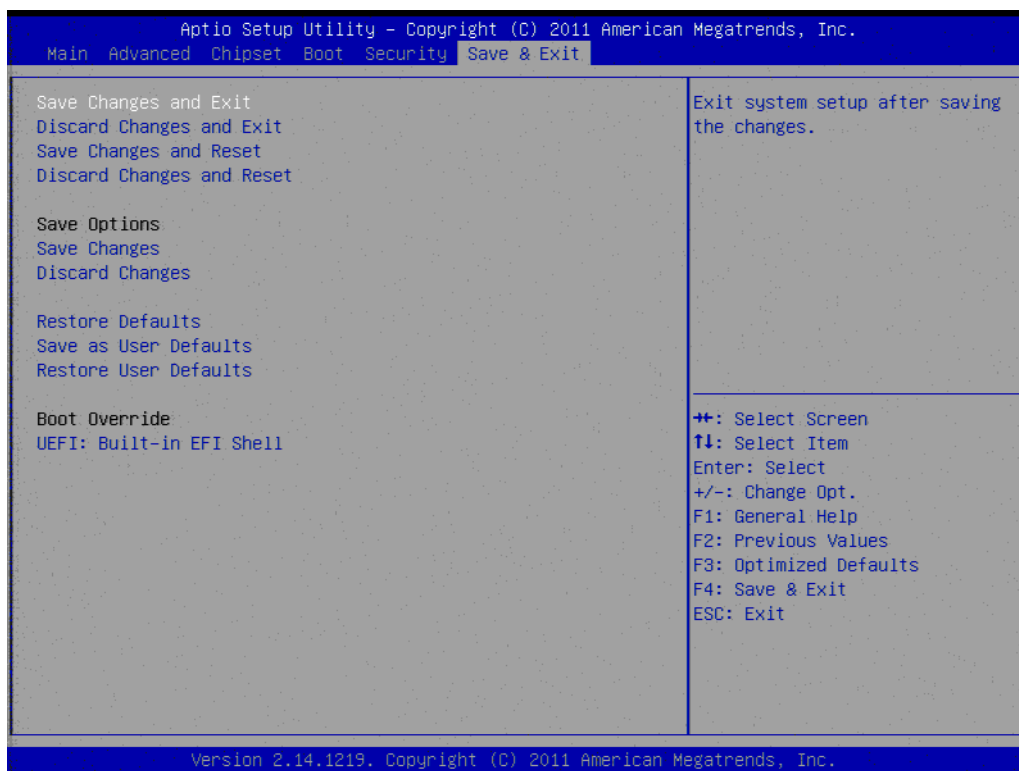 Aptio Setup Utility – Copyright (C) 2011 American Megatrends, Inc.
Main Advanced Chipset Boot Security Save & Exit
Save Changes and Exit
Discard Changes and Exit
Save Changes and Reset
Discard Changes and Reset
Save Options
Save Changes
Discard Changes
Restore Defaults
Save as User Defaults
Restore User Defaults
Boot Override
UEFI: Built-in EFI Shell
Exit system setup after saving
the changes.
→←: Select Screen
↑↓: Select Item
Enter: Select
+/-: Change Opt.
F1: General Help
F2: Previous Values
F3: Optimized Defaults
F4: Save & Exit
ESC: Exit
Version 2.14.1219. Copyright (C) 2011 American Megatrends, Inc.